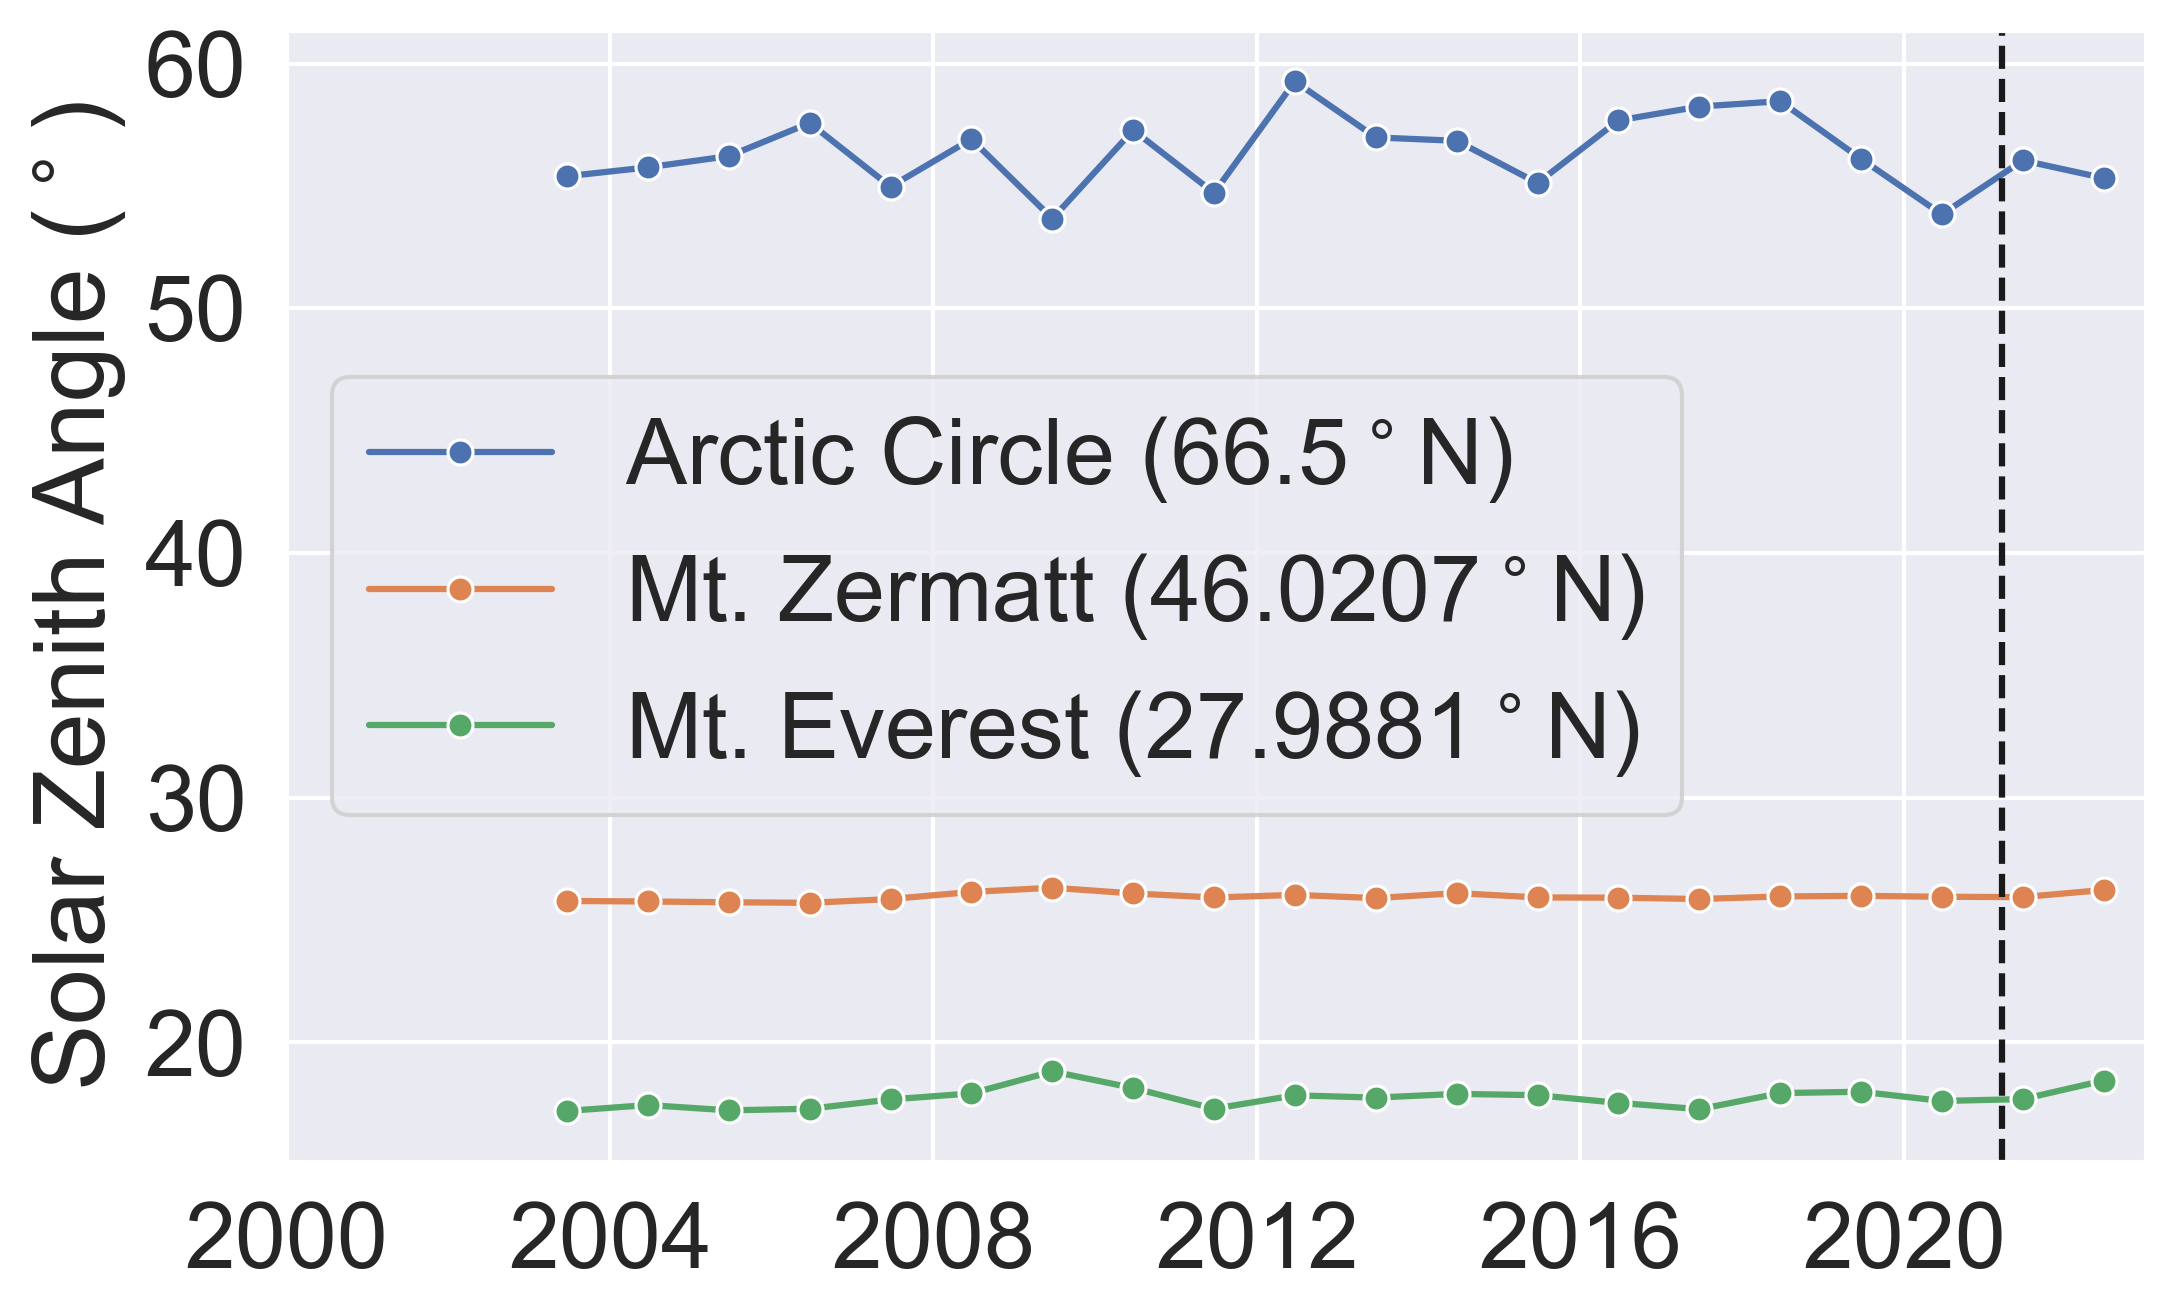 Solar Zenith Angle (°)
60
50
40
30
20
Arctic Circle (66.5°N)
Mt. Zermatt (46.0207°N)
Mt. Everest (27.9881°N)
2000 2004 2008 2012 2016 2020